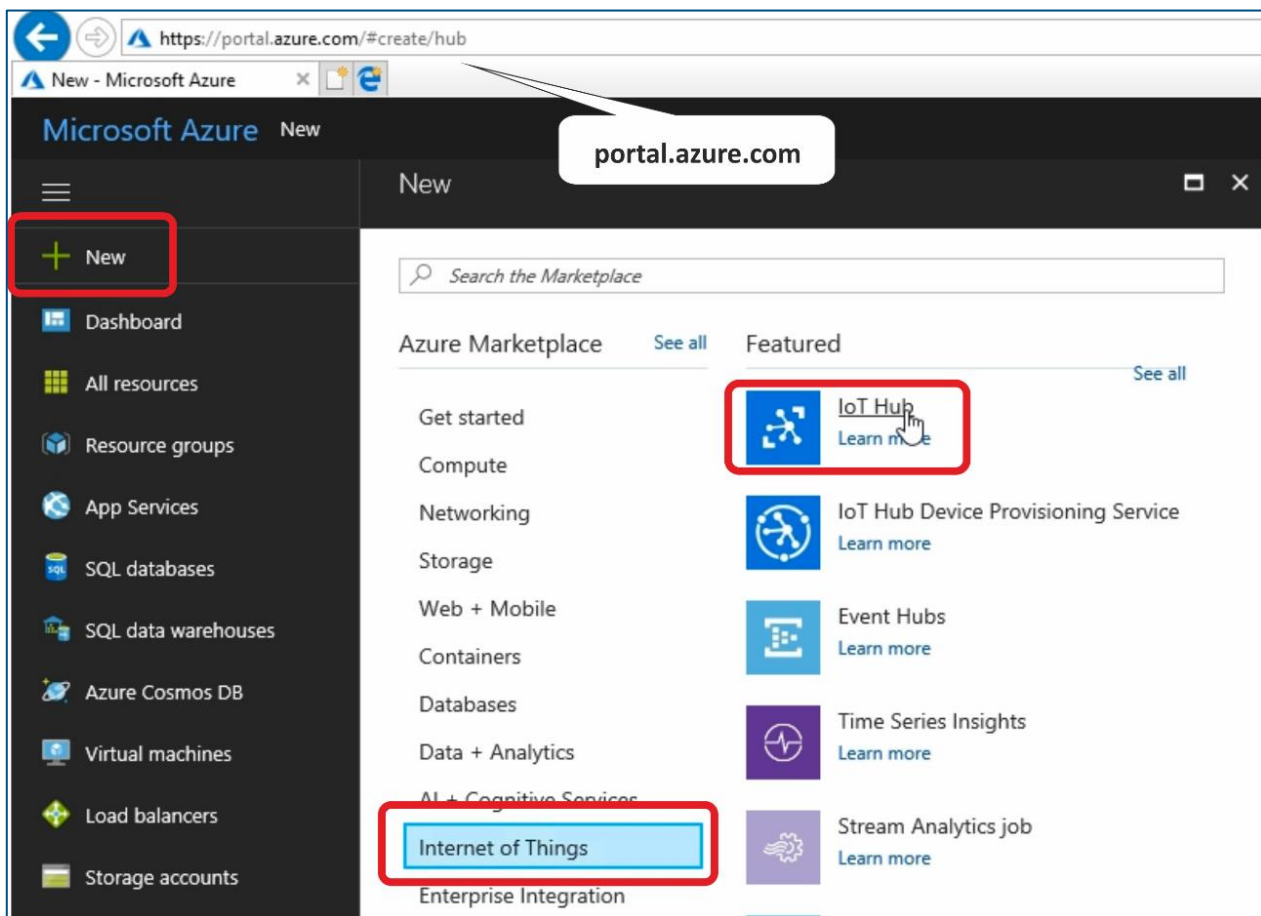 https://portal.azure.com/#create/hub
New - Microsoft Azure
Microsoft Azure New
portal.azure.com
New
New
Dashboard
All resources
Resource groups
App Services
SQL databases
SQL data warehouses
Azure Cosmos DB
Virtual machines
Load balancers
Storage accounts
Search the Marketplace
Azure Marketplace See all
Get started
Compute
Networking
Storage
Web + Mobile
Containers
Databases
Data + Analytics
AI + Cognitive Services
Internet of Things
Enterprise Integration
Featured
See all
IoT Hub
Learn more
IoT Hub Device Provisioning Service
Learn more
Event Hubs
Learn more
Time Series Insights
Learn more
Stream Analytics job
Learn more